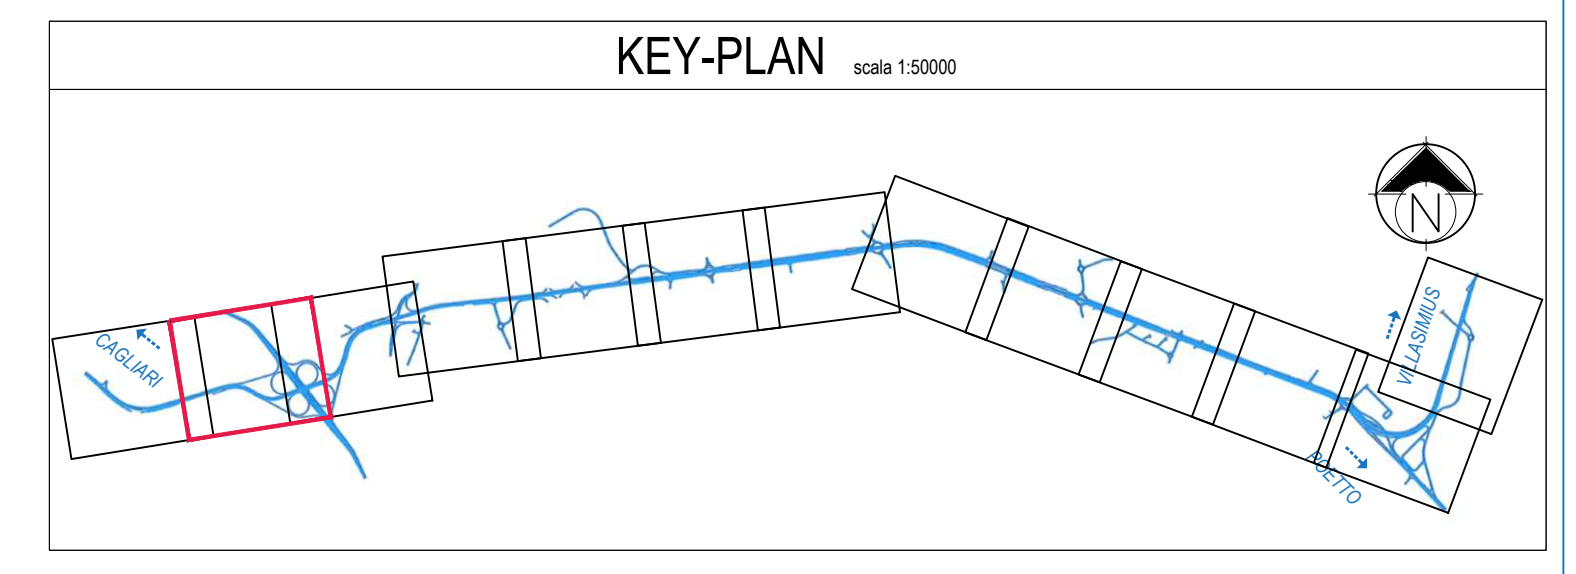 KEY-PLAN scala 1:50000
N
CAGLIARI
VILLASIMIUS
POETTO